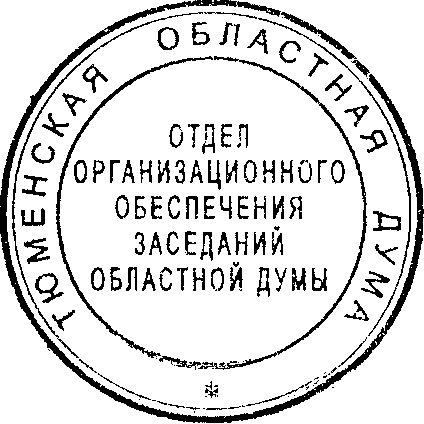 ТЮМЕНСКАЯ ОБЛАСТНАЯ ДУМА
ОТДЕЛ
ОРГАНИЗАЦИОННОГО
ОБЕСПЕЧЕНИЯ
ЗАСЕДАНИЙ
ОБЛАСТНОЙ ДУМЫ
*